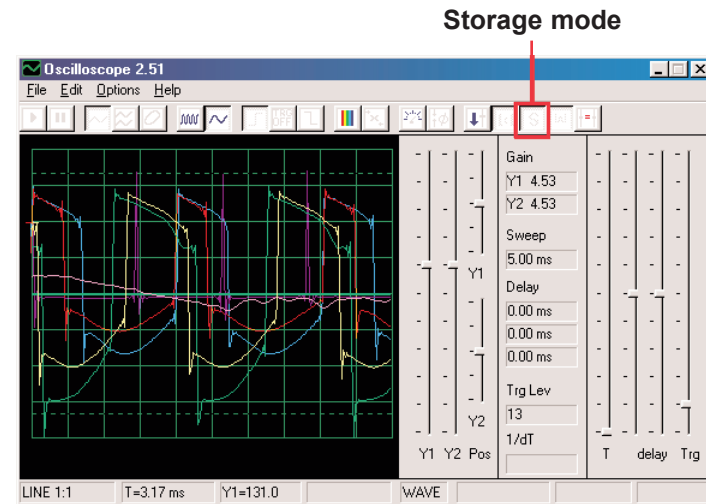 Storage mode
Oscilloscope 2.51
File Edit Options Help
Gain
Y1 4.53
Y2 4.53
Sweep
5.00 ms
Y1
Delay
0.00 ms
0.00 ms
0.00 ms
Trg Lev
13
Y2
1/dT
Y1 Y2 Pos
T delay Trg
LINE 1:1 T=3.17 ms Y1=131.0 WAVE